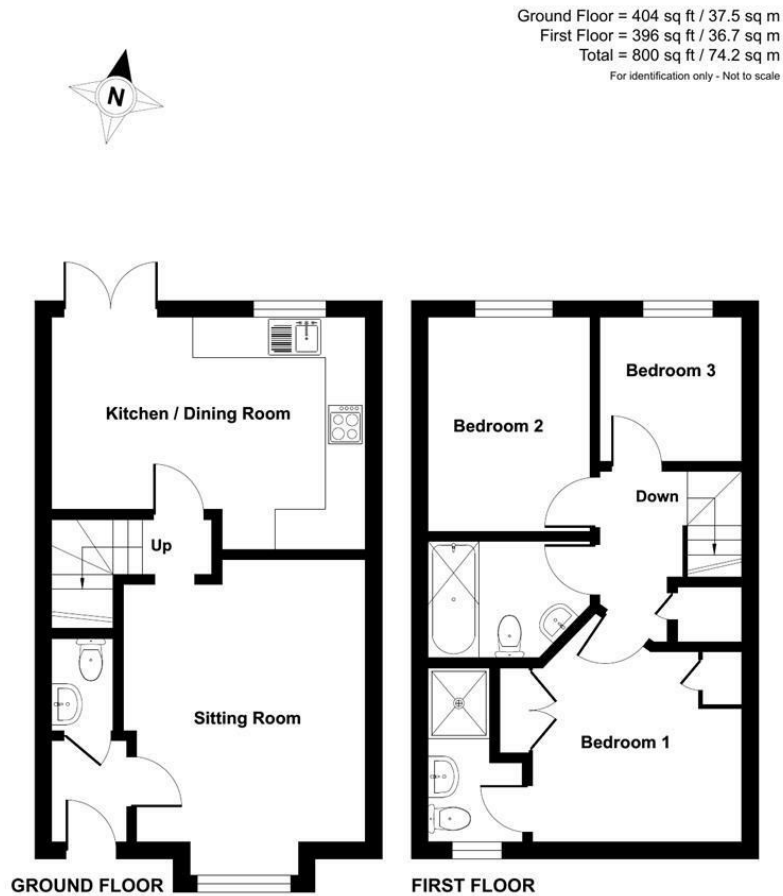 Ground Floor = 404 sq ft / 37.5 sq m
First Floor = 396 sq ft / 36.7 sq m
Total = 800 sq ft / 74.2 sq m
For identification only - Not to scale
N
Kitchen / Dining Room
Up
Sitting Room
GROUND FLOOR
Bedroom 2
Bedroom 3
Down
Bedroom 1
FIRST FLOOR